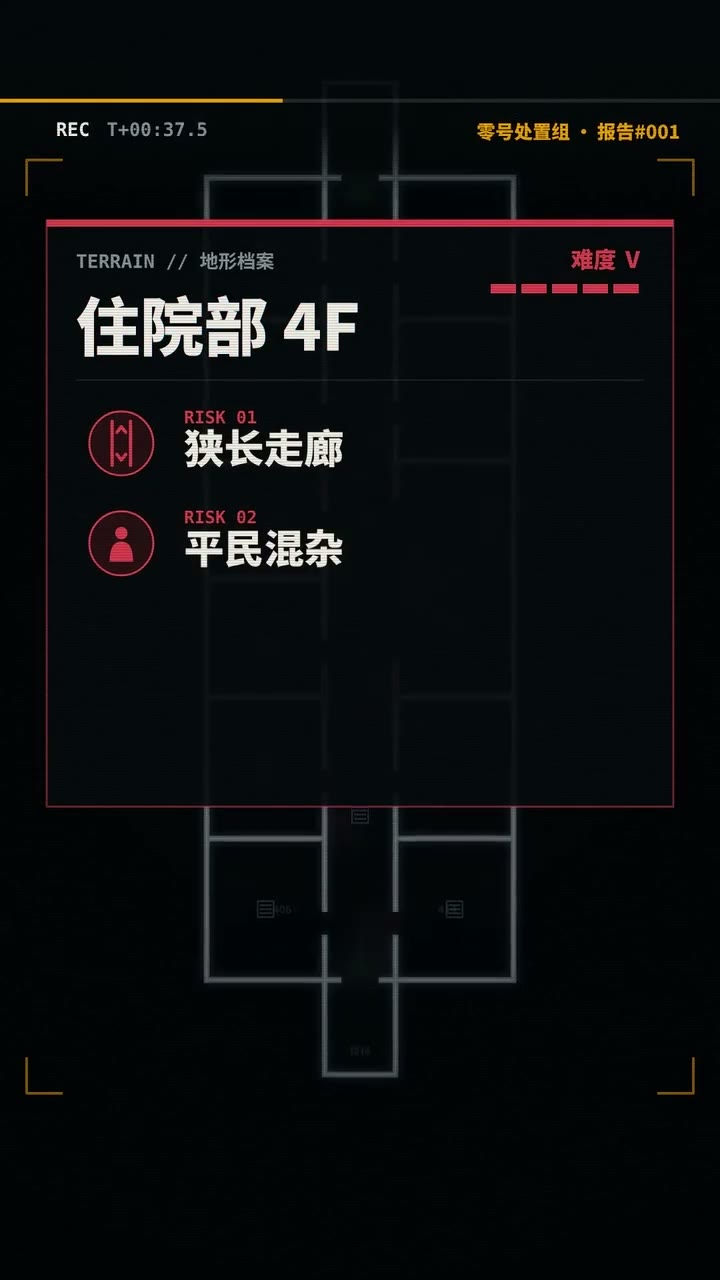 REC T+00:37.5
零号处置组 · 报告#001
TERRAIN // 地形档案
难度 V
住院部 4F
RISK 01
狭长走廊
RISK 02
平民混杂